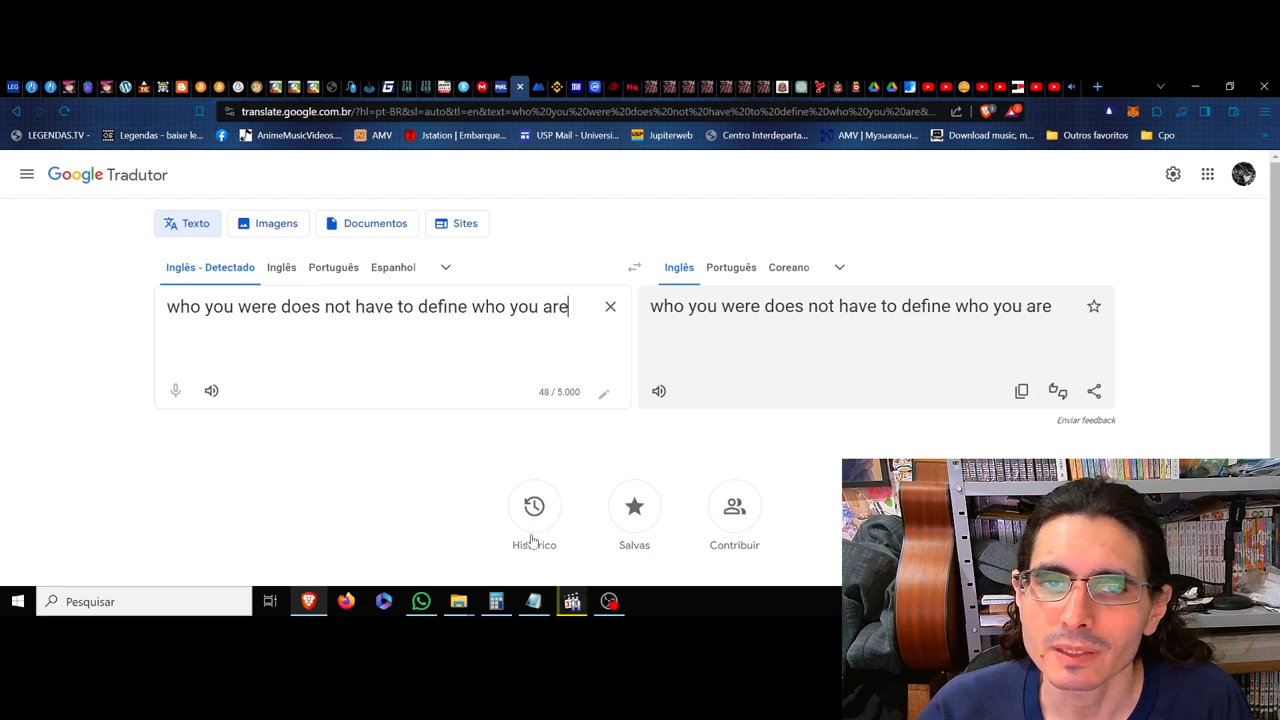 LEG
MAL
translate.google.com.br/?hl=pt-BR&sl=auto&tl=en&text=who%20you%20were%20does%20not%20have%20to%20define%20who%20you%20are&...
LEGENDAS.TV -
Legendas - baixe le...
AnimeMusicVideos....
AMV
Jstation | Embarque...
USP Mail - Universi...
Jupiterweb
Centro Interdeparta...
AMV | Музыкальн...
Download music, m...
Outros favoritos
Cpo
Google Tradutor
Texto
Imagens
Documentos
Sites
Inglês - Detectado
Inglês
Português
Espanhol
Inglês
Português
Coreano
who you were does not have to define who you are
who you were does not have to define who you are
48 / 5.000
Enviar feedback
Histórico
Salvas
Contribuir
Pesquisar